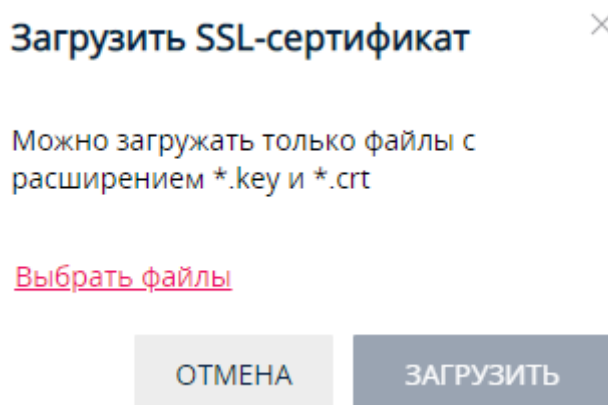 Загрузить SSL-сертификат
Можно загружать только файлы с
расширением *.key и *.crt
Выбрать файлы
ОТМЕНА
ЗАГРУЗИТЬ